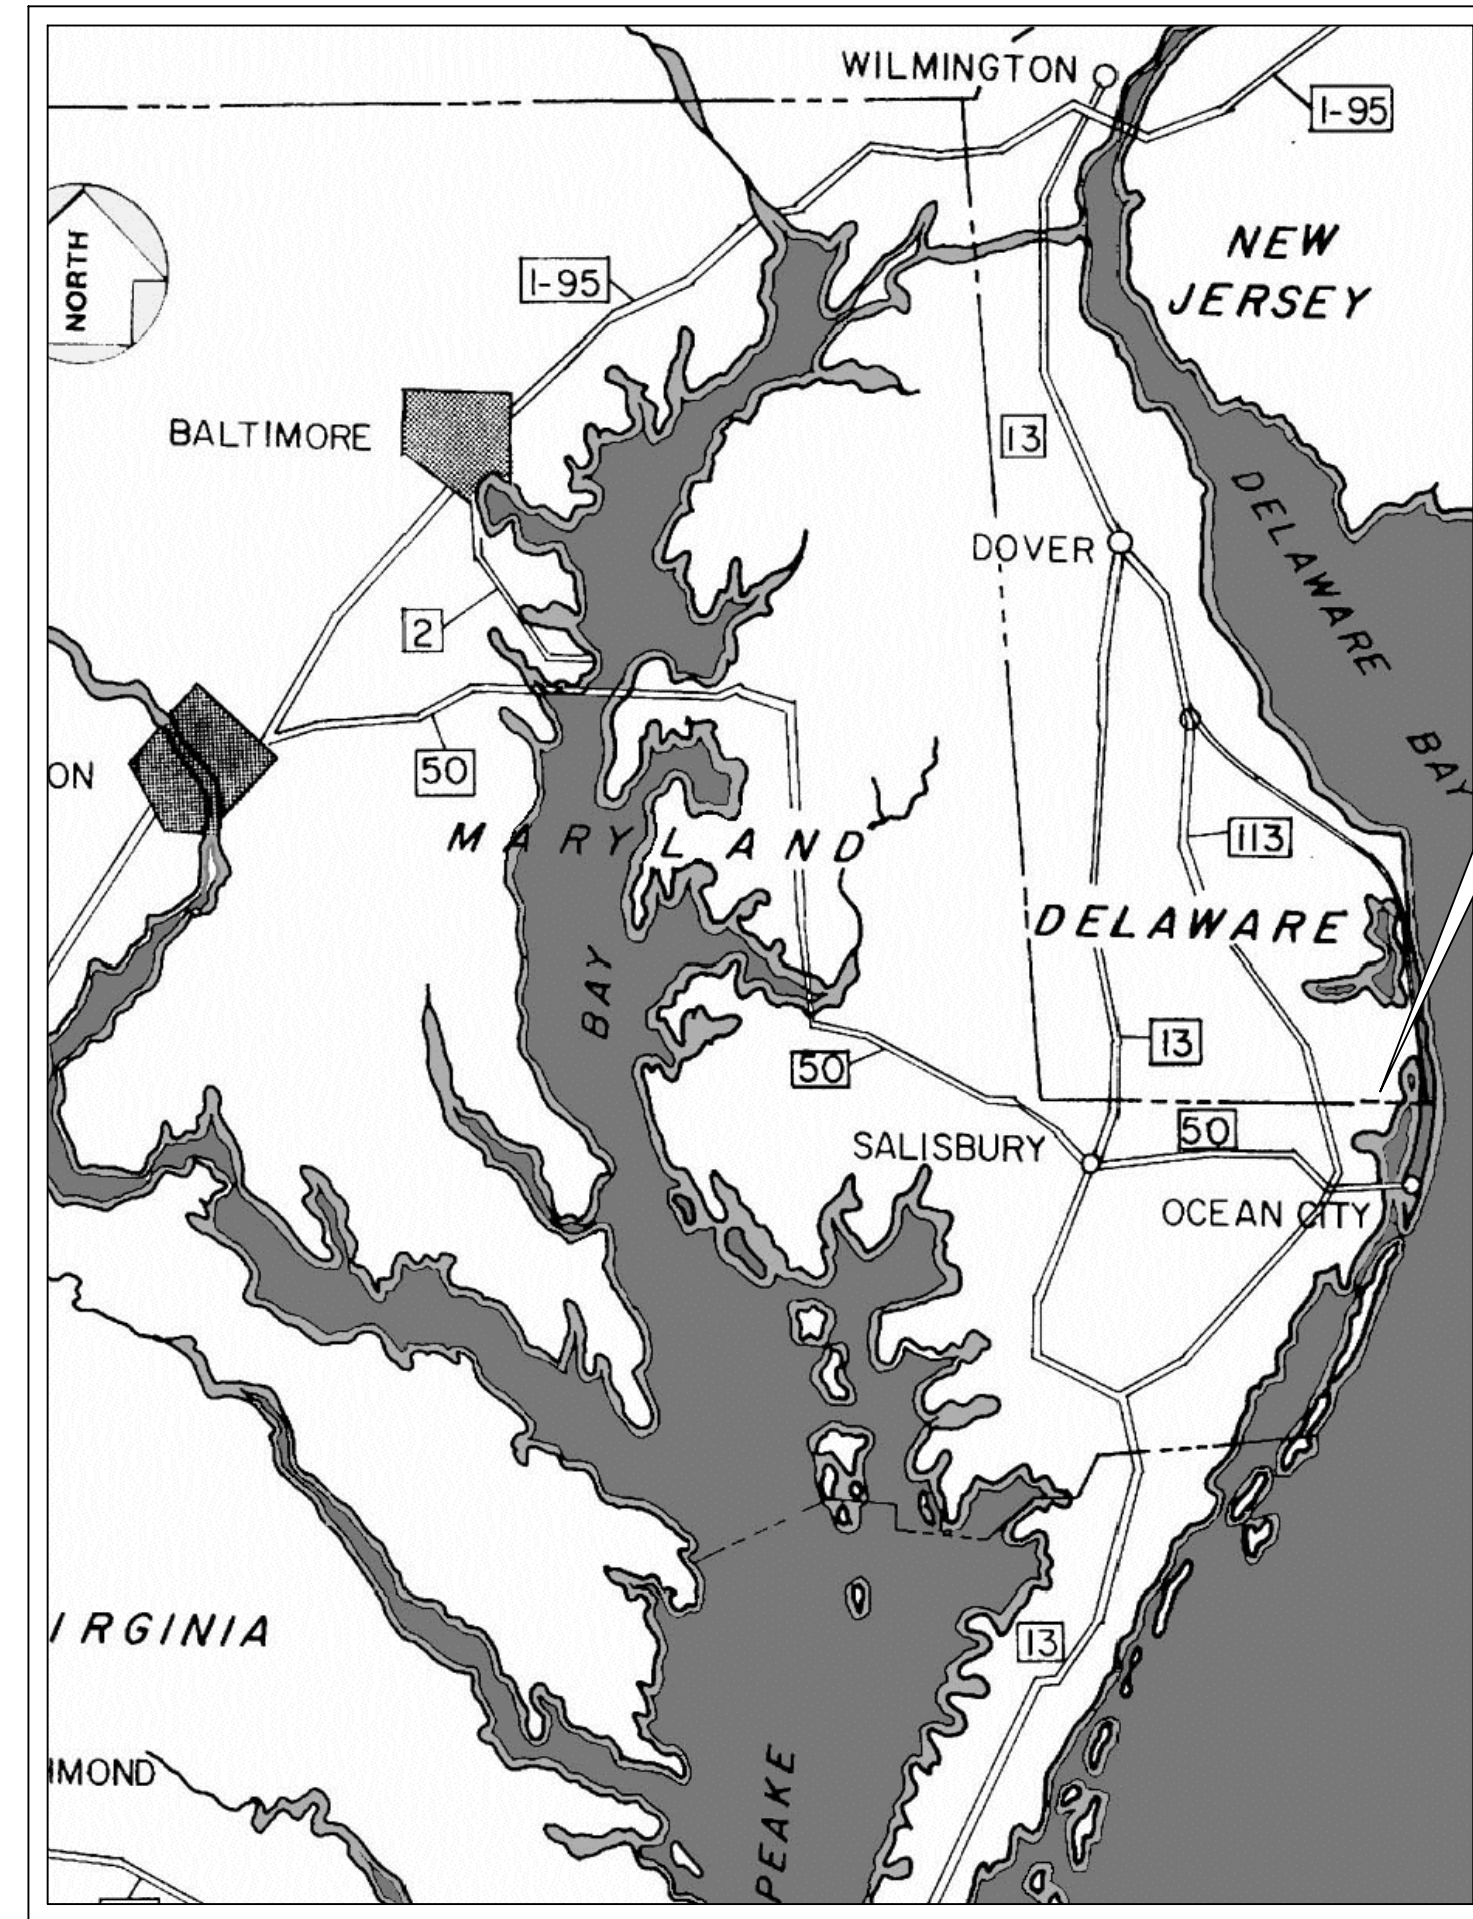 WILMINGTON
I-95
NEW
JERSEY
NORTH
I-95
BALTIMORE
13
DELAWARE
BAY
DOVER
2
50
ON
MARYLAND
113
DELAWARE
BAY
13
50
50
SALISBURY
OCEAN CITY
IRGINIA
13
MOND
PEAKE